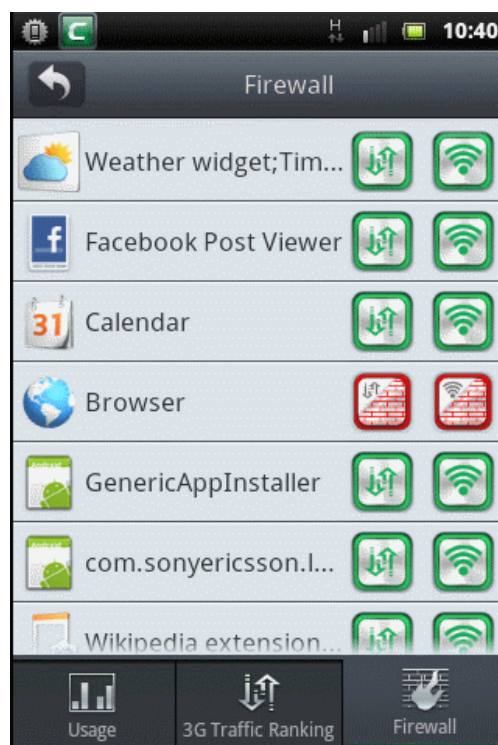 H 10:40
Firewall
Weather widget;Tim...
Facebook Post Viewer
31 Calendar
Browser
GenericAppInstaller
com.sonyericsson.l...
Wikipedia extension...
Usage 3G Traffic Ranking Firewall